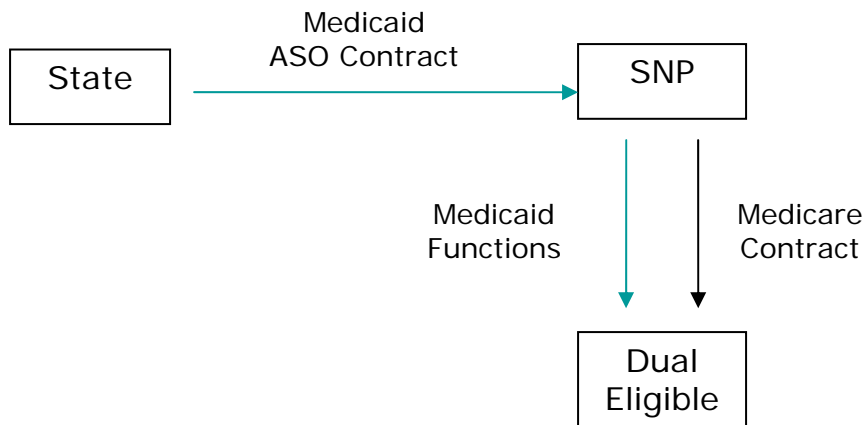 Medicaid
ASO Contract
State
SNP
Medicaid
Functions
Medicare
Contract
Dual
Eligible